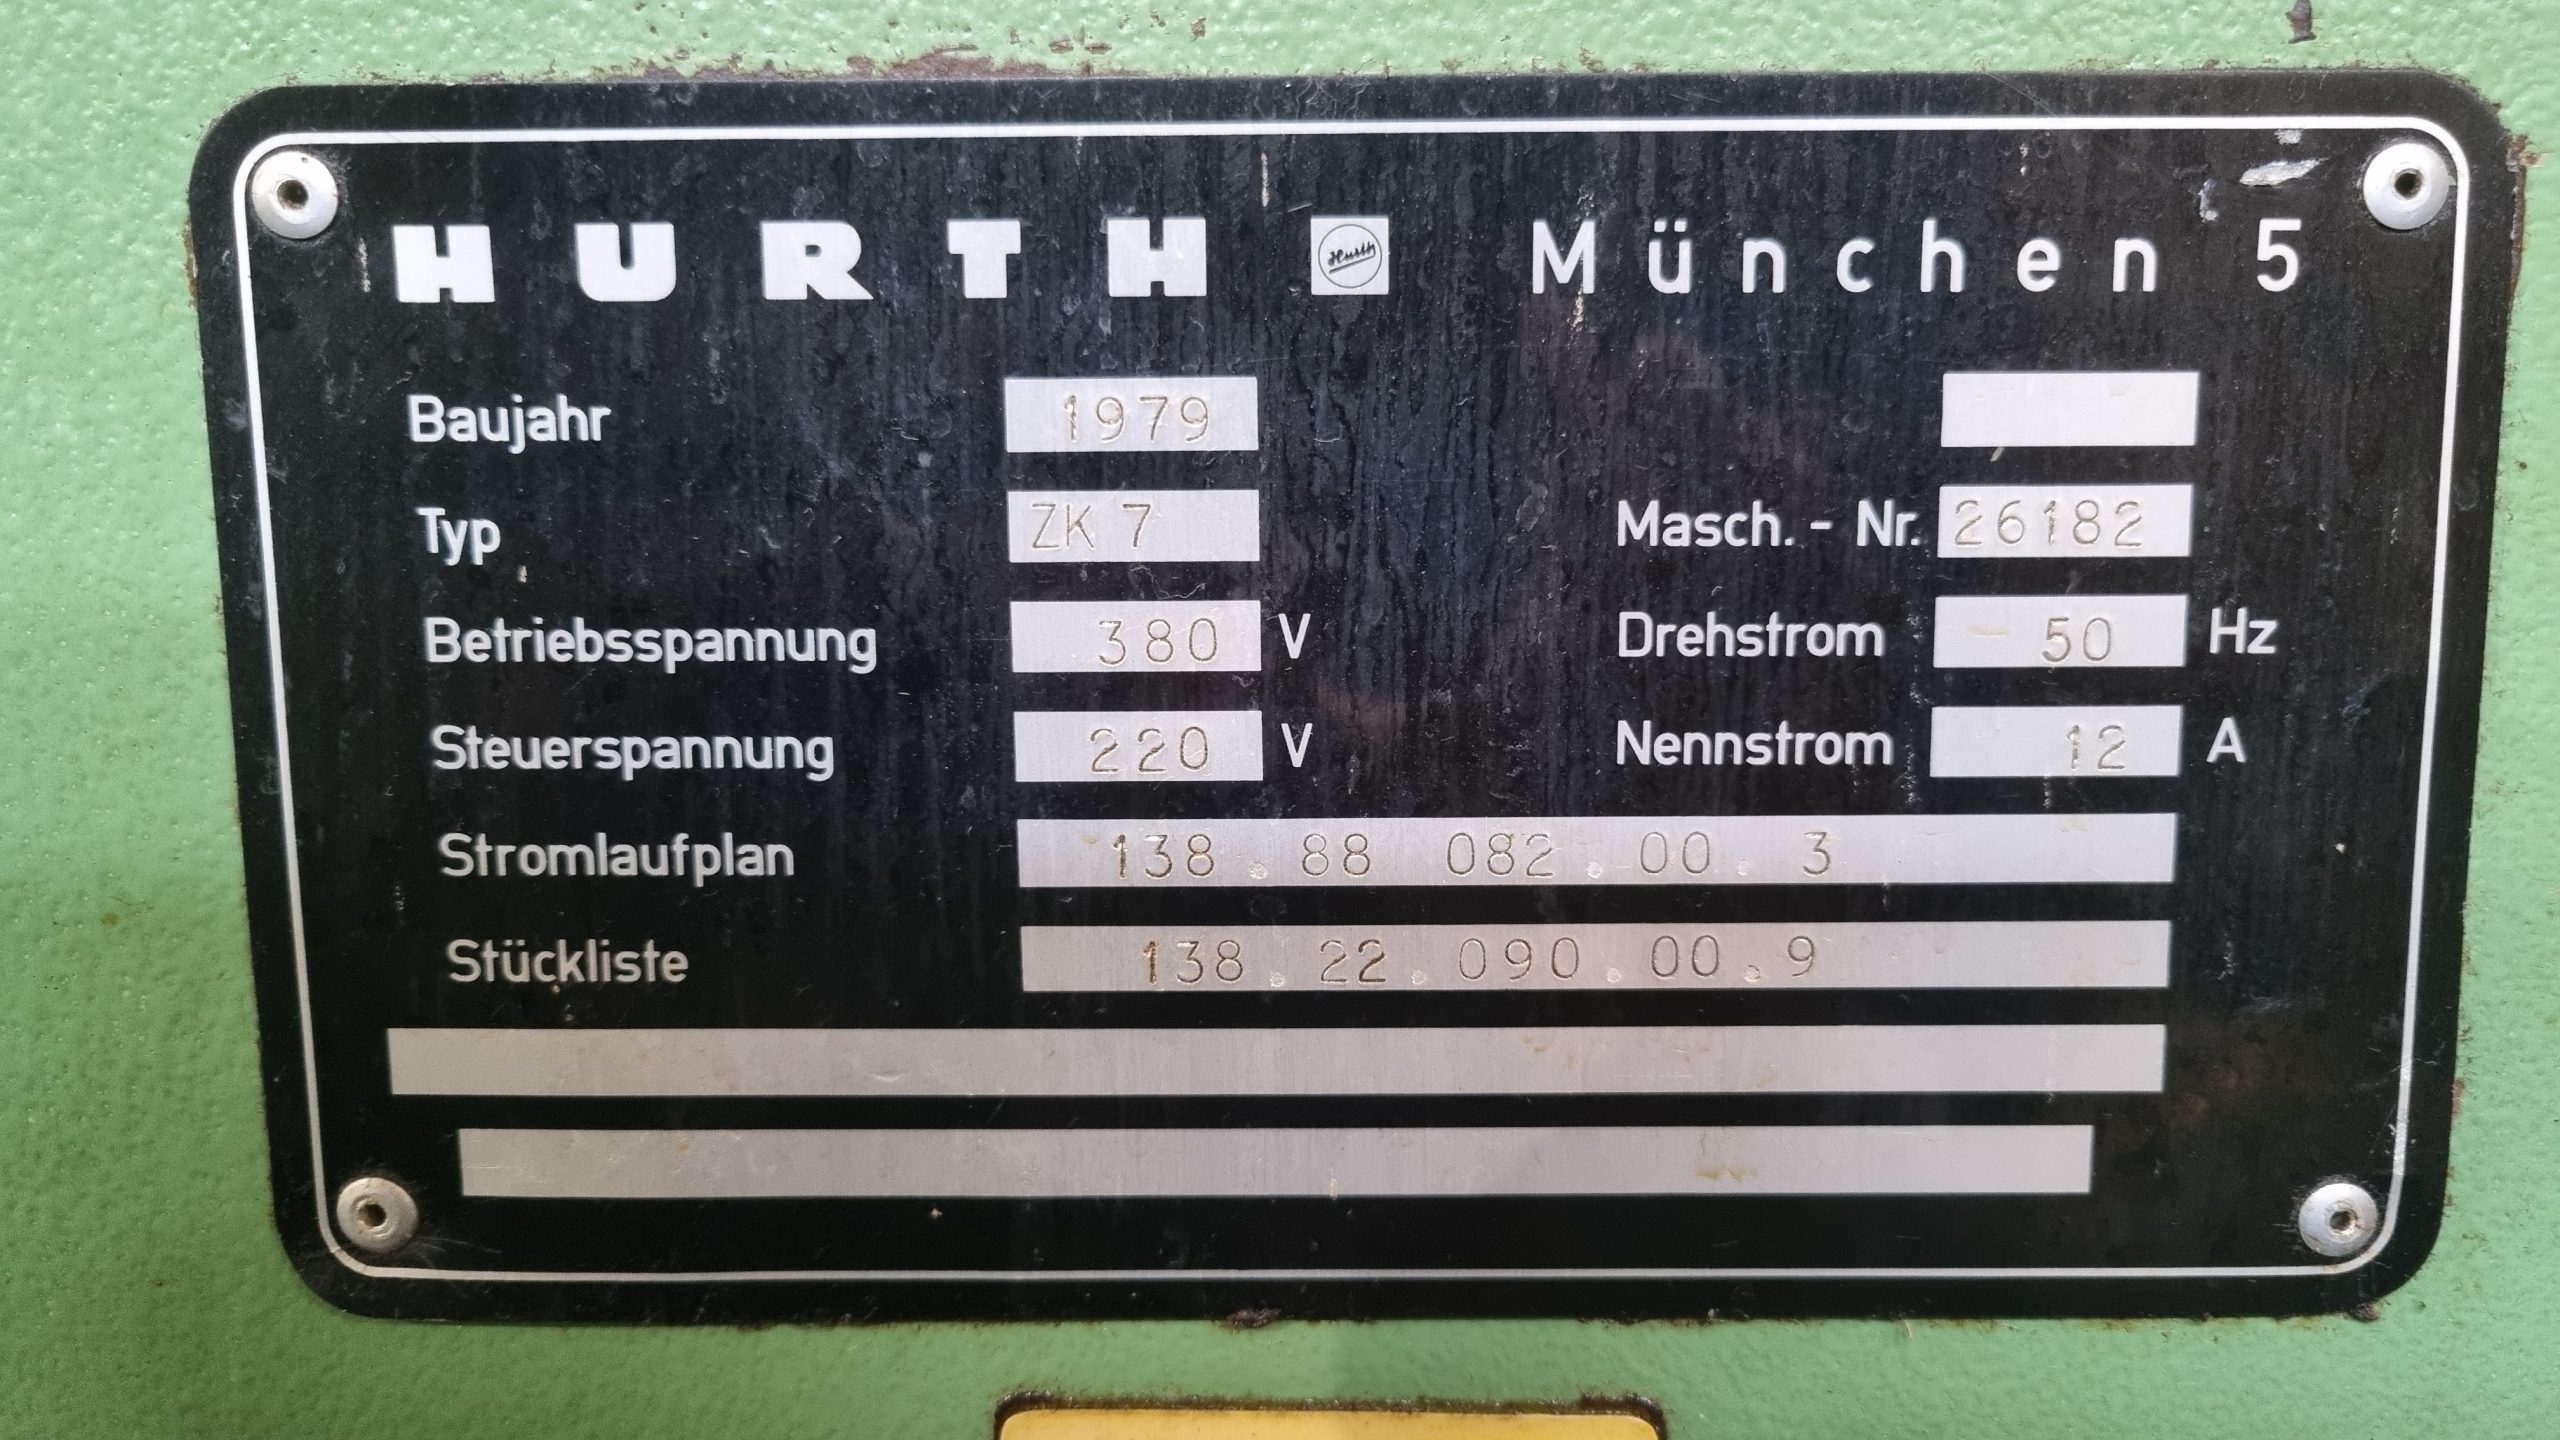 HURTH Hurth München 5
Baujahr 1979
Typ ZK 7 Masch.- Nr. 26182
Betriebsspannung 380 V Drehstrom 50 Hz
Steuerspannung 220 V Nennstrom 12 A
Stromlaufplan 138.88 082.00.3
Stückliste 138.22.090.00.9